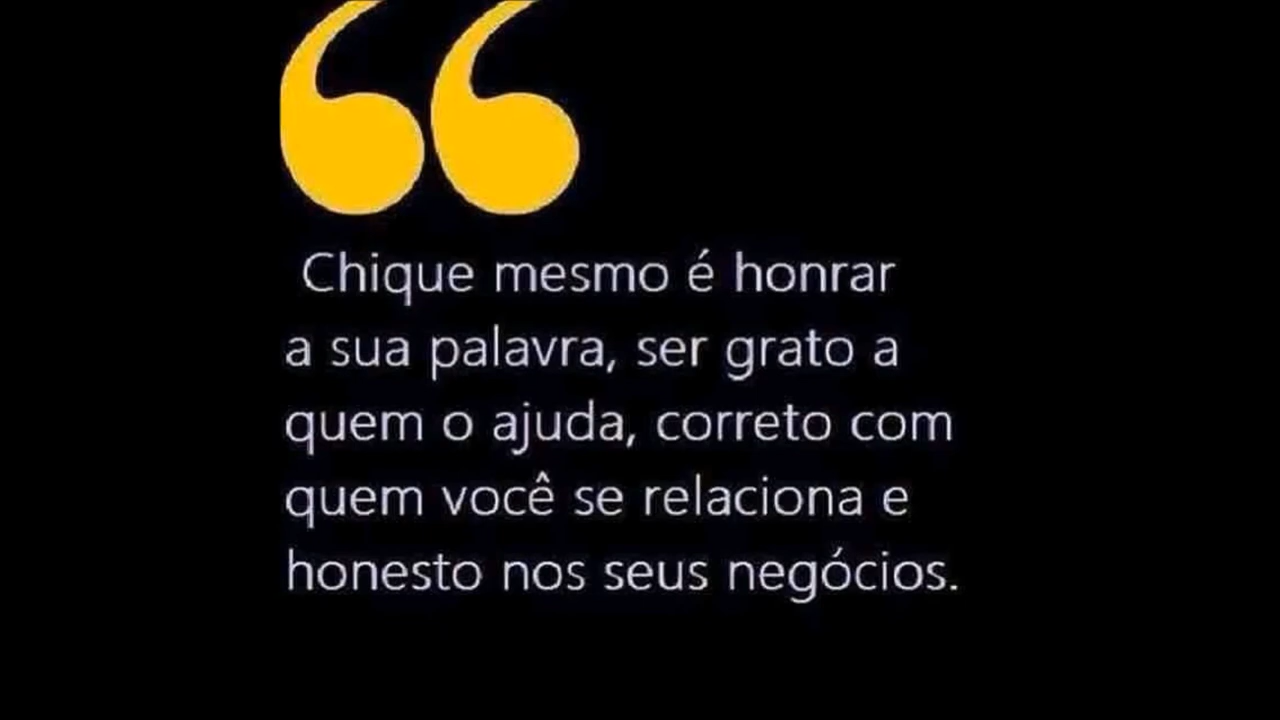 Chique mesmo é honrar
a sua palavra, ser grato a
quem o ajuda, correto com
quem você se relaciona e
honesto nos seus negócios.